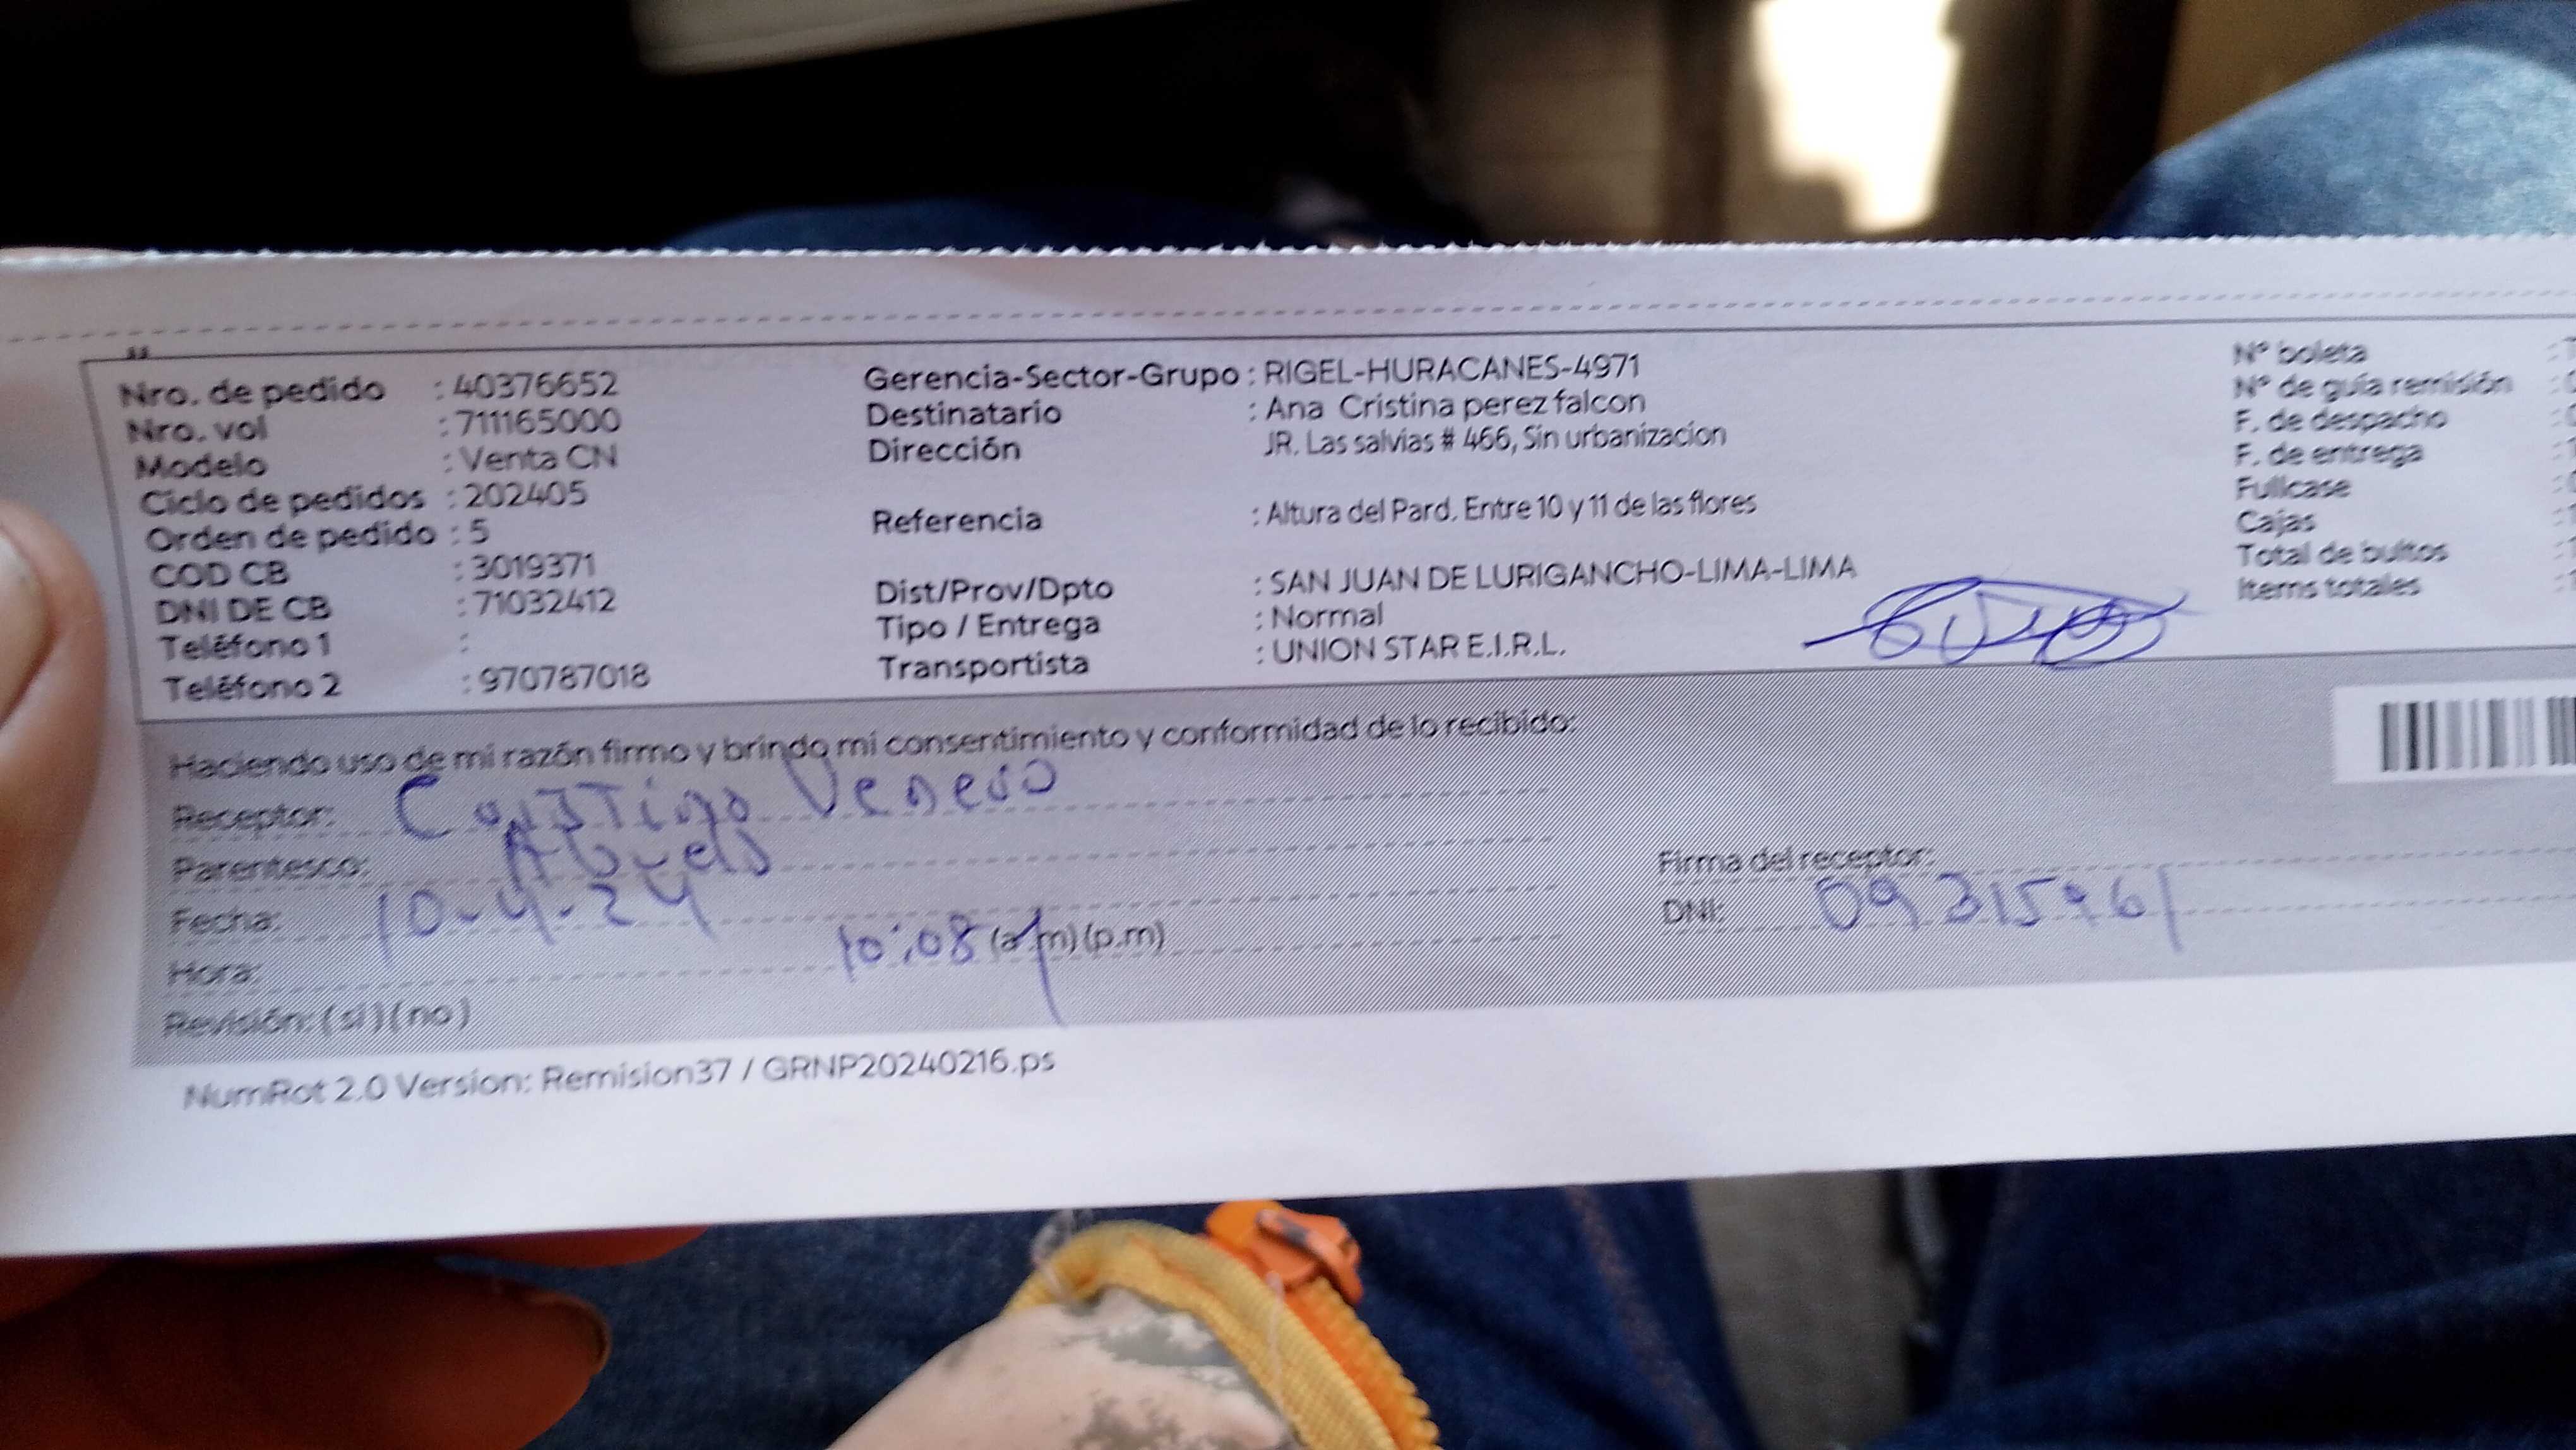 Nro. de pedido : 40376652
Nro. vol : 711165000
Modelo : Venta CN
Ciclo de pedidos : 202405
Orden de pedido : 5
COD CB : 3019371
DNI DE CB : 71032412
Teléfono 1 :
Teléfono 2 : 970787018
Gerencia-Sector-Grupo : RIGEL-HURACANES-4971
Destinatario : Ana Cristina perez falcon
Dirección JR. Las salvias # 466, Sin urbanizacion
Referencia : Altura del Pard. Entre 10 y 11 de las flores
Dist/Prov/Dpto : SAN JUAN DE LURIGANCHO-LIMA-LIMA
Tipo / Entrega : Normal
Transportista : UNION STAR E.I.R.L.
Nº boleta :
Nº de guía remisión :
F. de despacho :
F. de entrega :
Fullcase :
Cajas :
Total de bultos :
Items totales :
Haciendo uso de mi razón firmo y brindo mi consentimiento y conformidad de lo recibido:
Receptor: Venero
Parentesco: Abuelo
Fecha: 10-4-24
Hora: 10:08 (a.m) (p.m)
Revisión: (si) (no)
Firma del receptor:
DNI:
NumRot 2.0 Version: Remision37 / GRNP20240216.ps